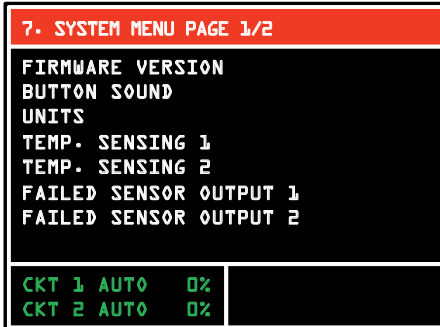 7. SYSTEM MENU PAGE 1/2
FIRMWARE VERSION
BUTTON SOUND
UNITS
TEMP. SENSING 1
TEMP. SENSING 2
FAILED SENSOR OUTPUT 1
FAILED SENSOR OUTPUT 2
CKT 1 AUTO 0%
CKT 2 AUTO 0%